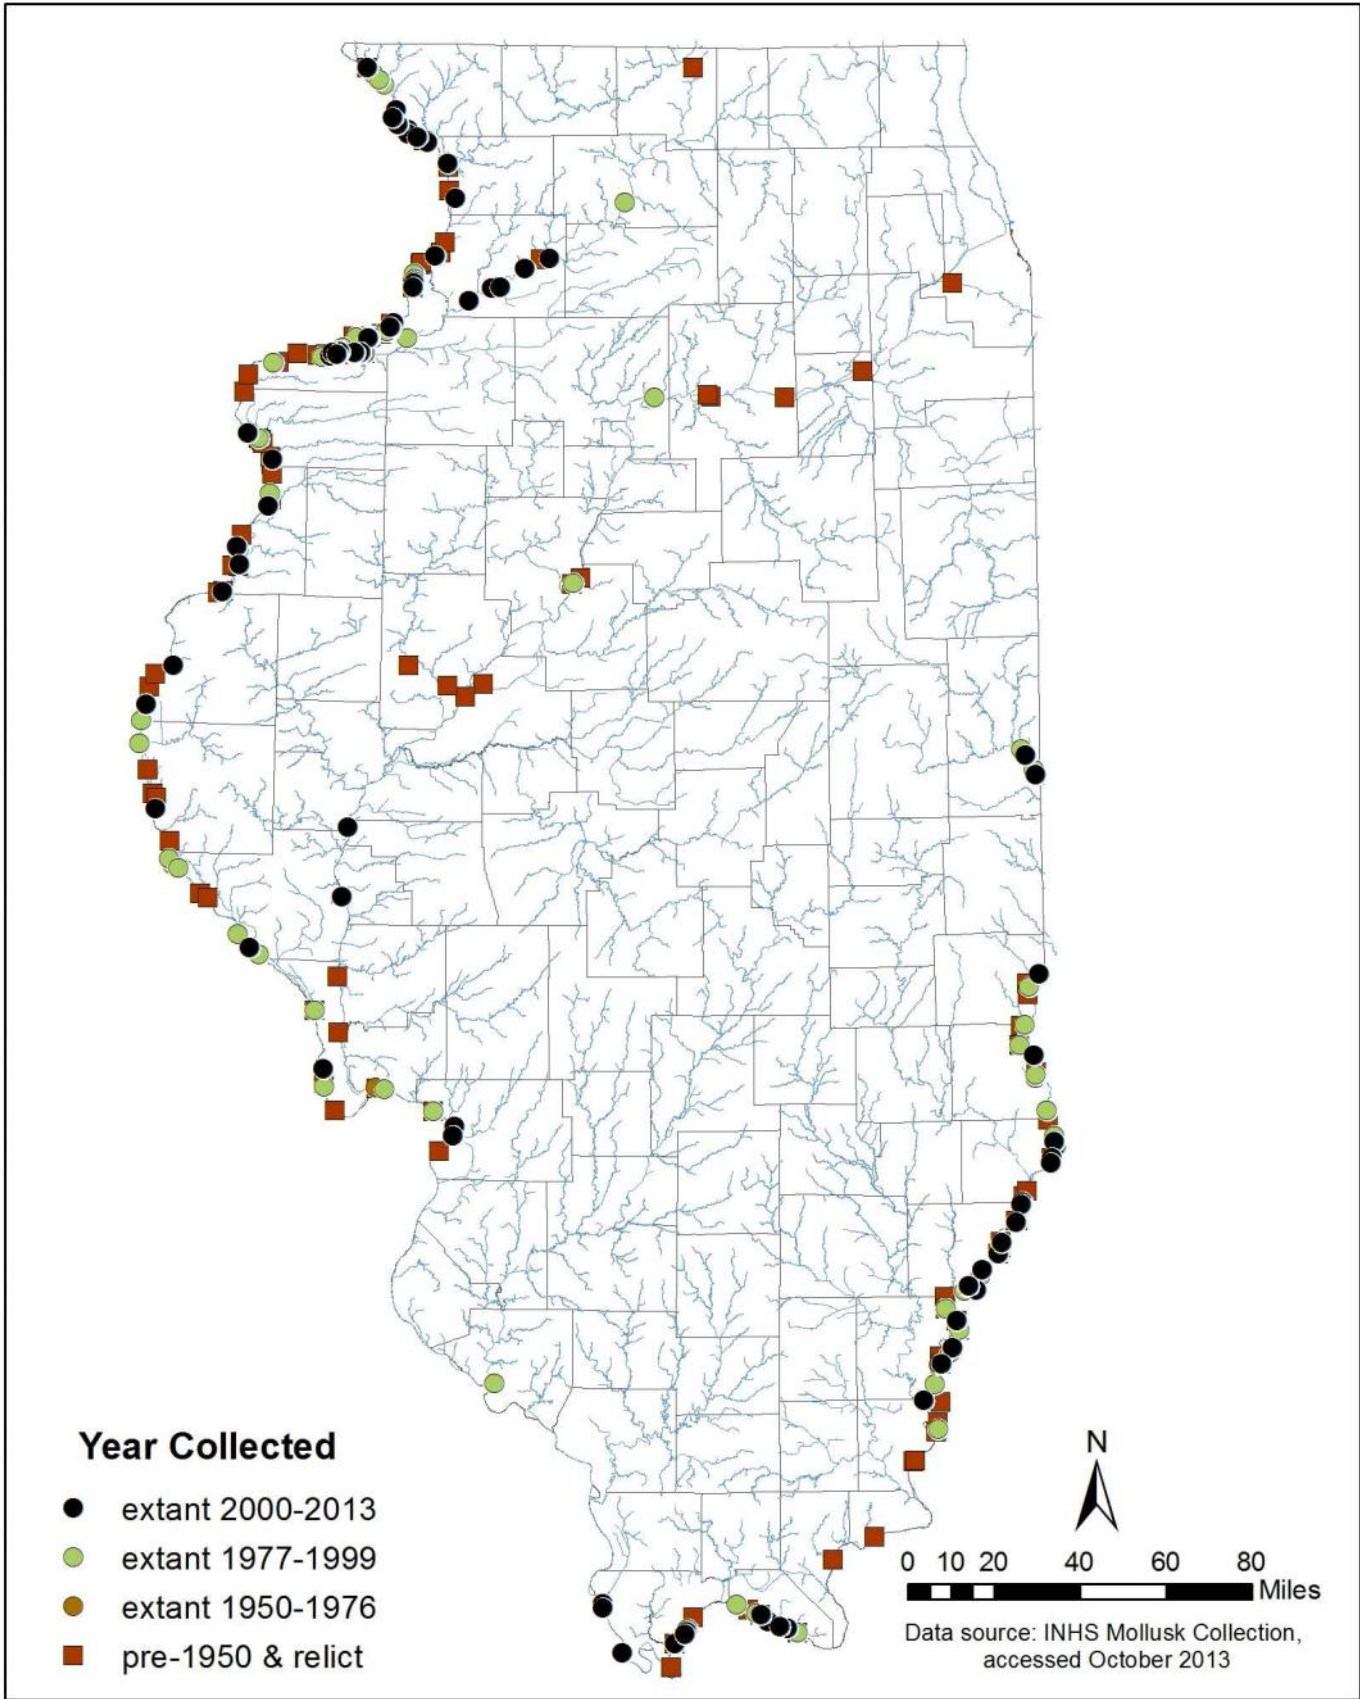 Year Collected
extant 2000-2013
extant 1977-1999
extant 1950-1976
pre-1950 & relict
N
0 10 20 40 60 80
Miles
Data source: INHS Mollusk Collection,
accessed October 2013